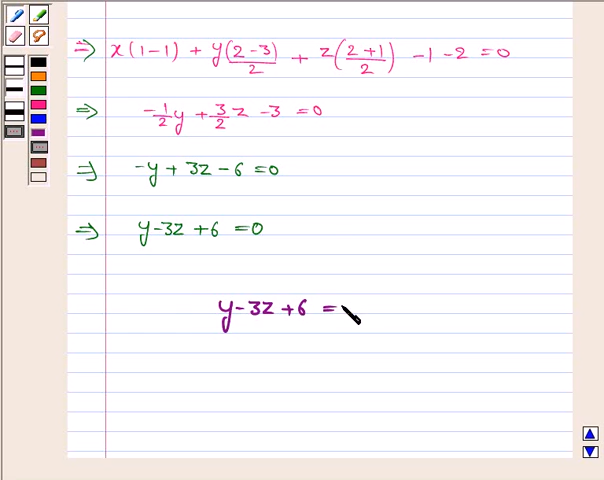 ⇒ x(1-1) + y(2-3)/2 + z(2+1)/2 -1-2 = 0
⇒ -1/2 y + 3/2 z - 3 = 0
⇒ -y + 3z - 6 = 0
⇒ y - 3z + 6 = 0
y - 3z + 6 =